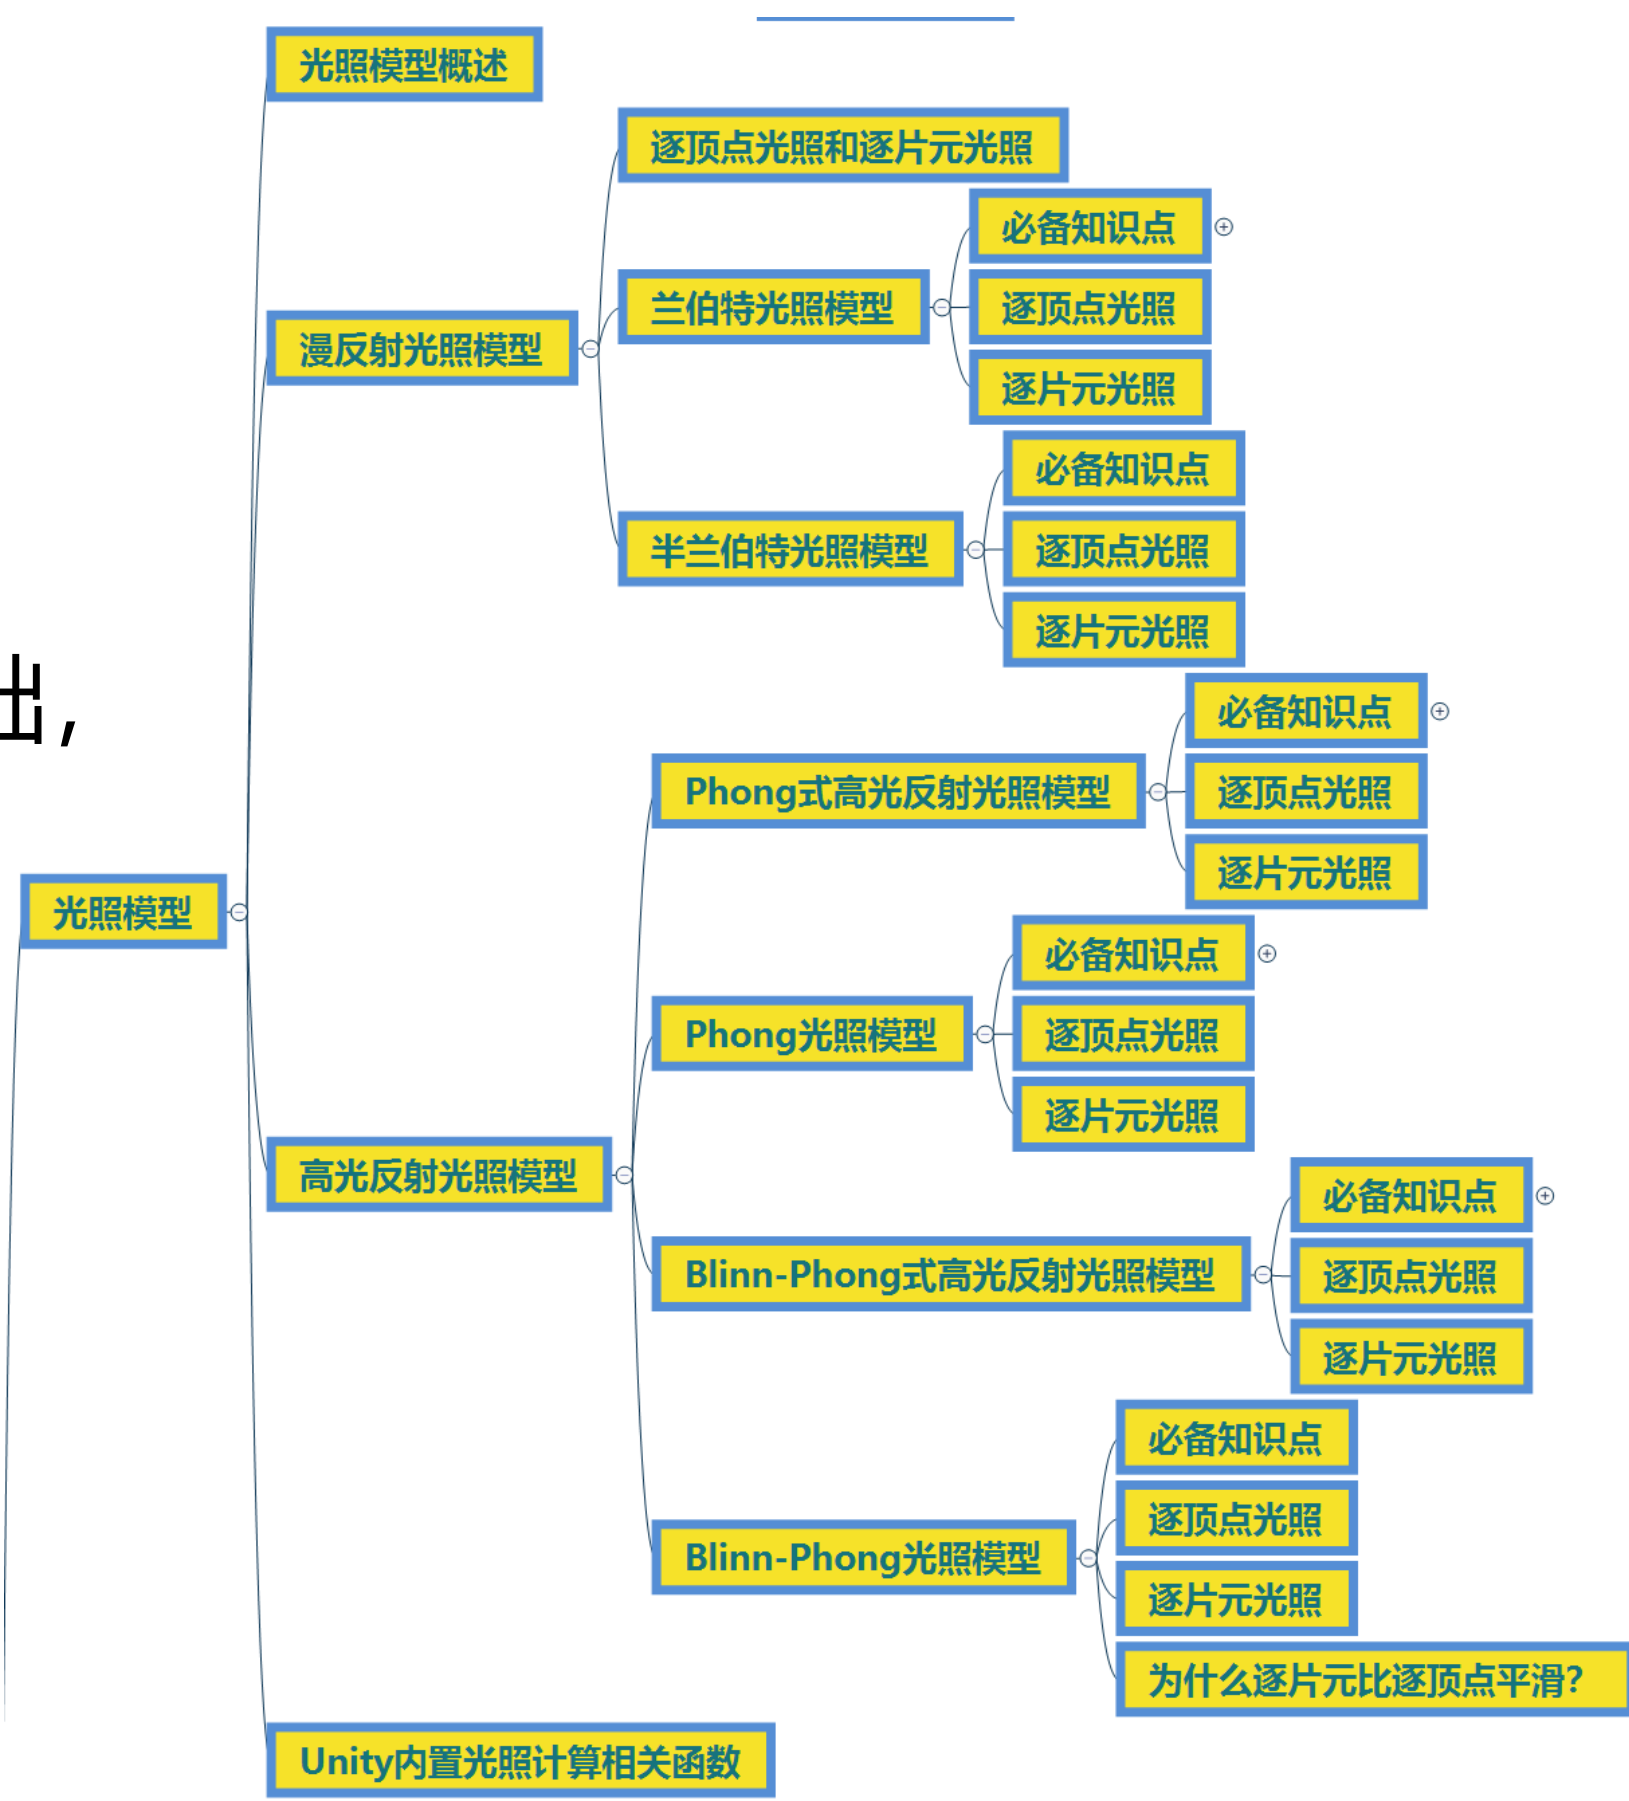 光照模型概述
逐顶点光照和逐片元光照
必备知识点
兰伯特光照模型
逐顶点光照
漫反射光照模型
逐片元光照
必备知识点
半兰伯特光照模型
逐顶点光照
逐片元光照
出,
必备知识点
Phong式高光反射光照模型
逐顶点光照
逐片元光照
光照模型
必备知识点
Phong光照模型
逐顶点光照
逐片元光照
高光反射光照模型
必备知识点
Blinn-Phong式高光反射光照模型
逐顶点光照
逐片元光照
必备知识点
逐顶点光照
Blinn-Phong光照模型
逐片元光照
为什么逐片元比逐顶点平滑?
Unity内置光照计算相关函数